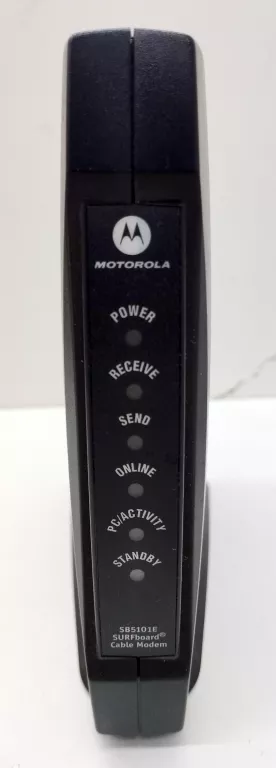 MOTOROLA
POWER
RECEIVE
SEND
ONLINE
PC/ACTIVITY
STANDBY
SB5101E
SURFboard®
Cable Modem